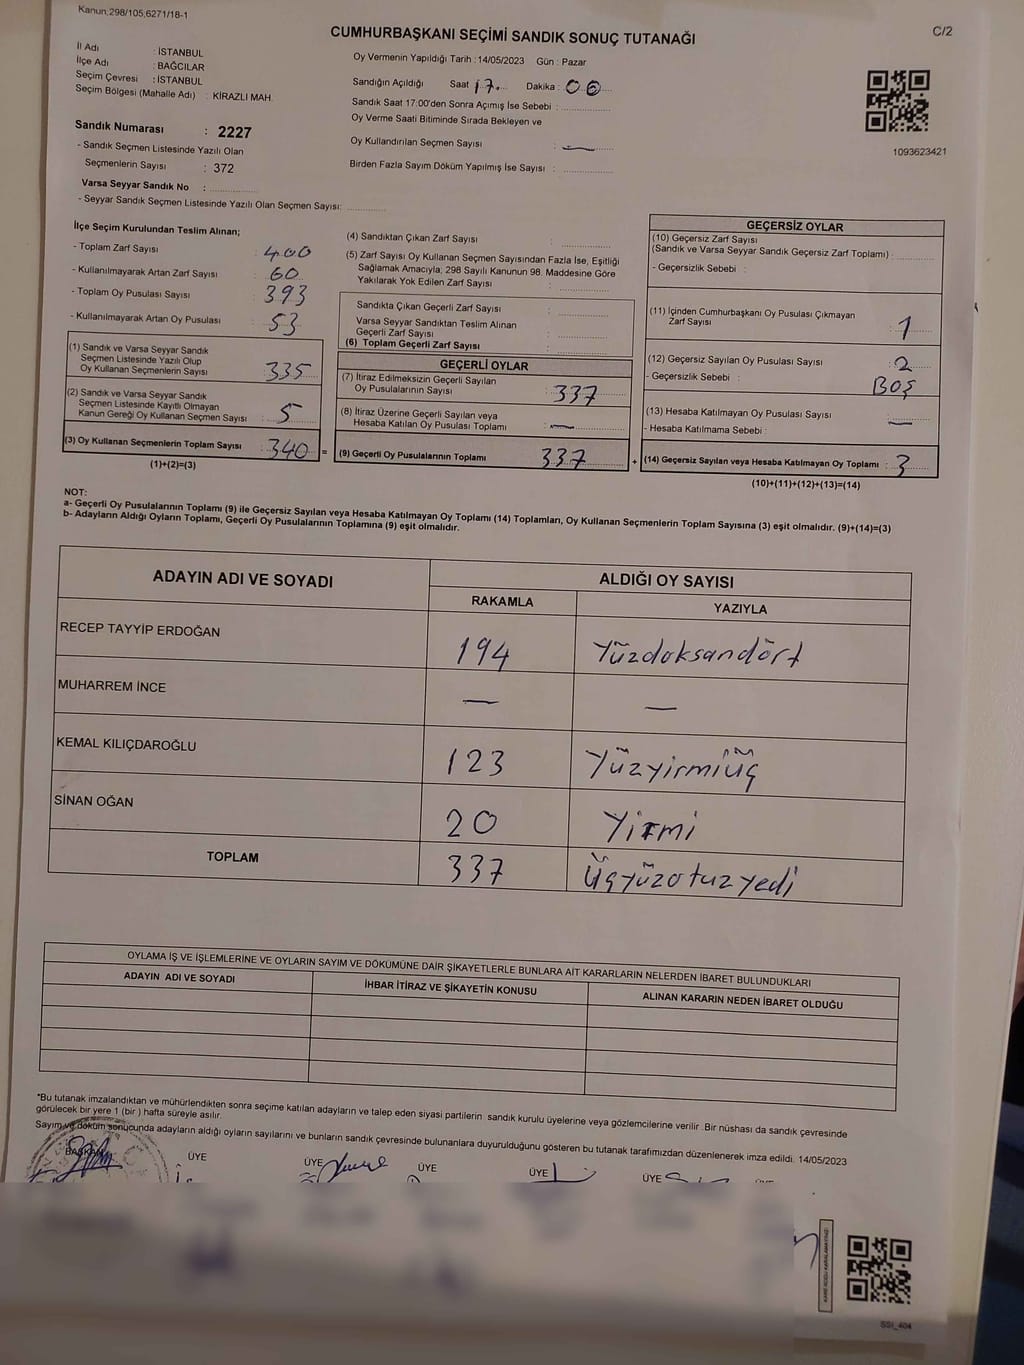 Kanun;298/105;6271/18-1
C/2
CUMHURBAŞKANI SEÇİMİ SANDIK SONUÇ TUTANAĞI
İl Adı : İSTANBUL
İlçe Adı : BAĞCILAR
Seçim Çevresi : İSTANBUL
Seçim Bölgesi (Mahalle Adı) : KİRAZLI MAH.
Oy Vermenin Yapıldığı Tarih : 14/05/2023 Gün : Pazar
Sandığın Açıldığı Saat 17. Dakika : 00
Sandık Saat 17:00'den Sonra Açımış İse Sebebi :
Oy Verme Saati Bitiminde Sırada Bekleyen ve
Oy Kullandırılan Seçmen Sayısı : —
Birden Fazla Sayım Döküm Yapılmış İse Sayısı :
1093623421
Sandık Numarası : 2227
- Sandık Seçmen Listesinde Yazılı Olan
Seçmenlerin Sayısı : 372
Varsa Seyyar Sandık No :
- Seyyar Sandık Seçmen Listesinde Yazılı Olan Seçmen Sayısı:
İlçe Seçim Kurulundan Teslim Alınan;
- Toplam Zarf Sayısı : 400
- Kullanılmayarak Artan Zarf Sayısı : 60
- Toplam Oy Pusulası Sayısı : 393
- Kullanılmayarak Artan Oy Pusulası : 53
(1) Sandık ve Varsa Seyyar Sandık
Seçmen Listesinde Yazılı Olup
Oy Kullanan Seçmenlerin Sayısı : 335
(2) Sandık ve Varsa Seyyar Sandık
Seçmen Listesinde Kayıtlı Olmayan
Kanun Gereği Oy Kullanan Seçmen Sayısı : 5
(3) Oy Kullanan Seçmenlerin Toplam Sayısı : 340 =
(1)+(2)=(3)
(4) Sandıktan Çıkan Zarf Sayısı :
(5) Zarf Sayısı Oy Kullanan Seçmen Sayısından Fazla İse, Eşitliği
Sağlamak Amacıyla; 298 Sayılı Kanunun 98. Maddesine Göre
Yakılarak Yok Edilen Zarf Sayısı :
Sandıkta Çıkan Geçerli Zarf Sayısı :
Varsa Seyyar Sandıktan Teslim Alınan
Geçerli Zarf Sayısı :
(6) Toplam Geçerli Zarf Sayısı :
GEÇERLİ OYLAR
(7) İtiraz Edilmeksizin Geçerli Sayılan
Oy Pusulalarının Sayısı : 337
(8) İtiraz Üzerine Geçerli Sayılan veya
Hesaba Katılan Oy Pusulası Toplamı : —
(9) Geçerli Oy Pusulalarının Toplamı 337 +
GEÇERSİZ OYLAR
(10) Geçersiz Zarf Sayısı
(Sandık ve Varsa Seyyar Sandık Geçersiz Zarf Toplamı) :
- Geçersizlik Sebebi :
(11) İçinden Cumhurbaşkanı Oy Pusulası Çıkmayan
Zarf Sayısı : 1
(12) Geçersiz Sayılan Oy Pusulası Sayısı : 2
- Geçersizlik Sebebi : BOŞ
(13) Hesaba Katılmayan Oy Pusulası Sayısı : —
- Hesaba Katılmama Sebebi :
(14) Geçersiz Sayılan veya Hesaba Katılmayan Oy Toplamı : 3
(10)+(11)+(12)+(13)=(14)
NOT:
a- Geçerli Oy Pusulalarının Toplamı (9) ile Geçersiz Sayılan veya Hesaba Katılmayan Oy Toplamı (14) Toplamları, Oy Kullanan Seçmenlerin Toplam Sayısına (3) eşit olmalıdır. (9)+(14)=(3)
b- Adayların Aldığı Oyların Toplamı, Geçerli Oy Pusulalarının Toplamına (9) eşit olmalıdır.
ADAYIN ADI VE SOYADI
ALDIĞI OY SAYISI
RAKAMLA YAZIYLA
RECEP TAYYİP ERDOĞAN 194 Yüzdoksandört
MUHARREM İNCE — —
KEMAL KILIÇDAROĞLU 123 Yüzyirmiüç
SİNAN OĞAN 20 Yirmi
TOPLAM 337 Üçyüzotuzyedi
OYLAMA İŞ VE İŞLEMLERİNE VE OYLARIN SAYIM VE DÖKÜMÜNE DAİR ŞİKAYETLERLE BUNLARA AİT KARARLARIN NELERDEN İBARET BULUNDUKLARI
ADAYIN ADI VE SOYADI
İHBAR İTİRAZ VE ŞİKAYETİN KONUSU
ALINAN KARARIN NEDEN İBARET OLDUĞU
*Bu tutanak imzalandıktan ve mühürlendikten sonra seçime katılan adayların ve talep eden siyasi partilerin sandık kurulu üyelerine veya gözlemcilerine verilir .Bir nüshası da sandık çevresinde
görülecek bir yere 1 (bir ) hafta süreyle asılır.
Sayım ve döküm sonucunda adayların aldığı oyların sayılarını ve bunların sandık çevresinde bulunanlara duyurulduğunu gösteren bu tutanak tarafımızdan düzenlenerek imza edildi. 14/05/2023
BAŞKAN ÜYE ÜYE ÜYE ÜYE ÜYE
SSI_404